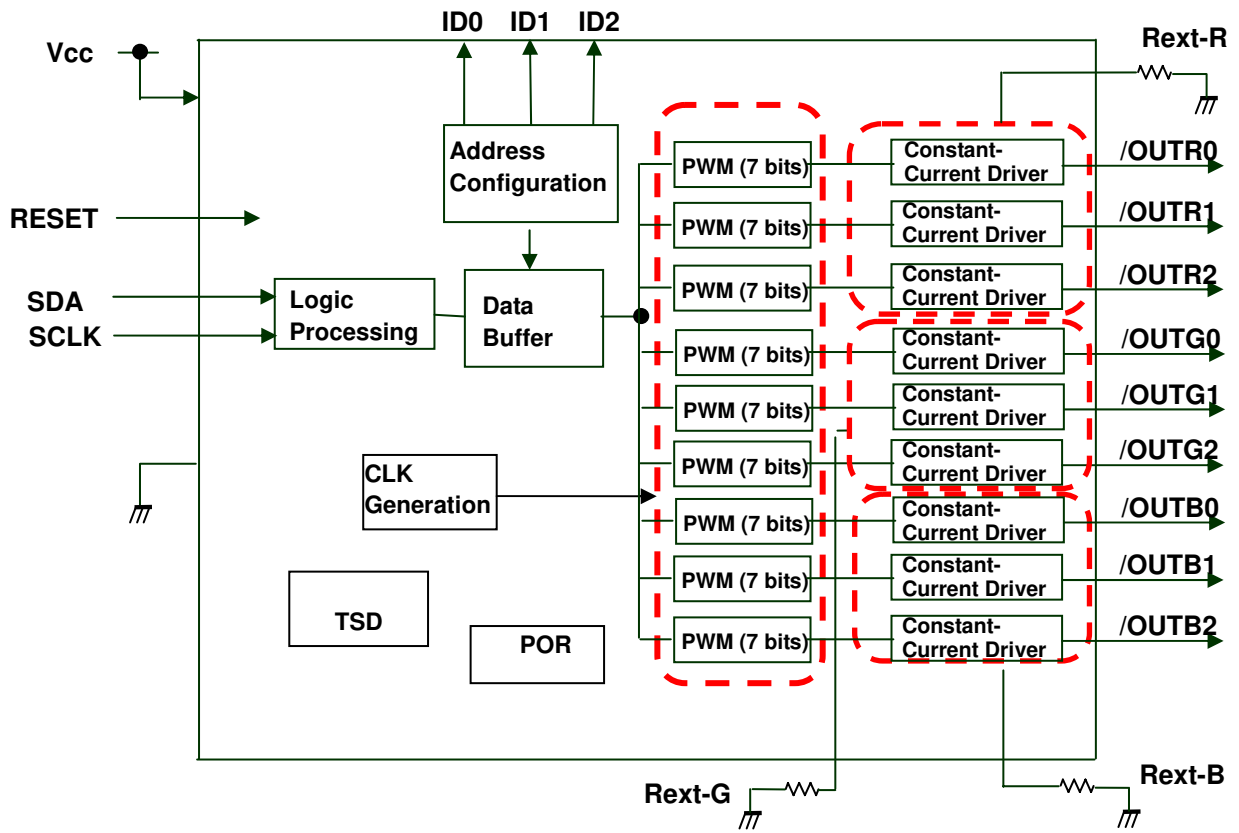 ID0 ID1 ID2
Vcc
Rext-R
Address
Configuration
RESET
SDA
SCLK
Logic
Processing
Data
Buffer
CLK
Generation
TSD
POR
PWM (7 bits)
PWM (7 bits)
PWM (7 bits)
PWM (7 bits)
PWM (7 bits)
PWM (7 bits)
PWM (7 bits)
PWM (7 bits)
PWM (7 bits)
Constant-
Current Driver
/OUTR0
Constant-
Current Driver
/OUTR1
Constant-
Current Driver
/OUTR2
Constant-
Current Driver
/OUTG0
Constant-
Current Driver
/OUTG1
Constant-
Current Driver
/OUTG2
Constant-
Current Driver
/OUTB0
Constant-
Current Driver
/OUTB1
Constant-
Current Driver
/OUTB2
Rext-G
Rext-B